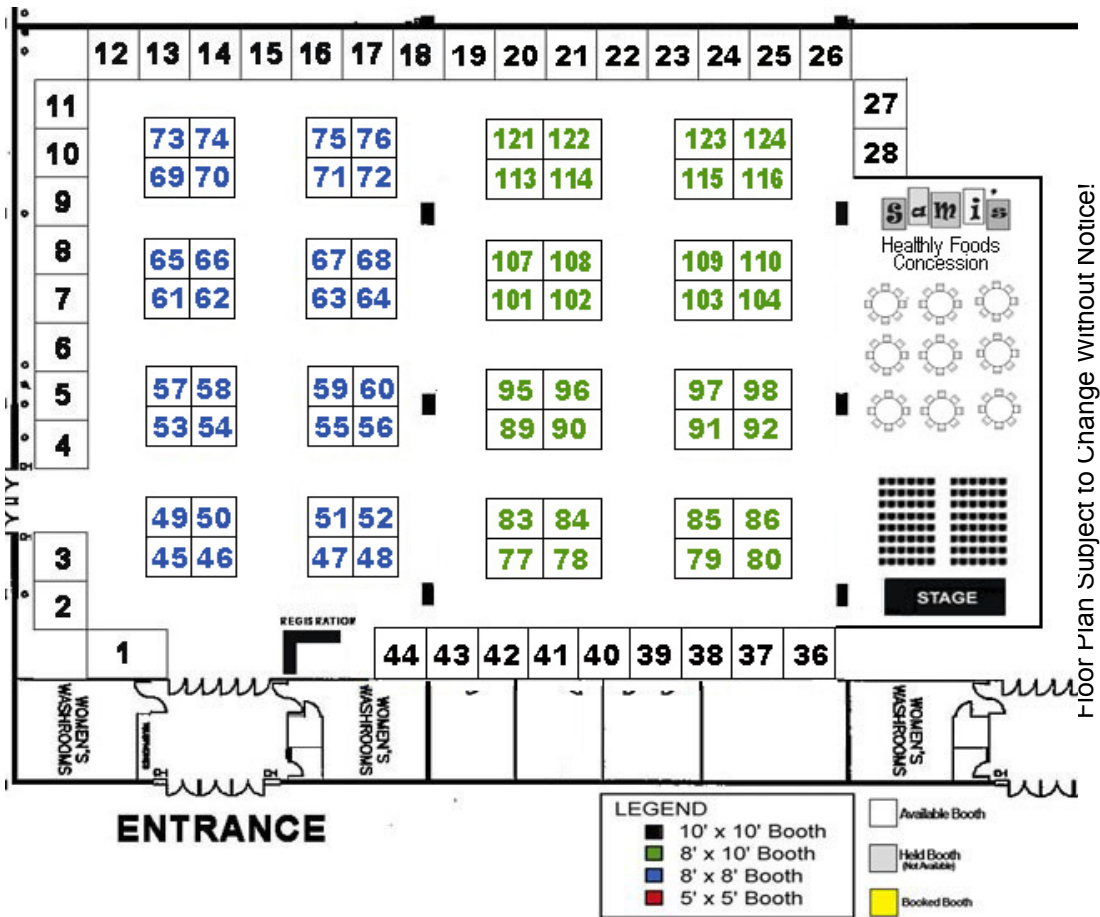 12 13 14 15 16 17 18 19 20 21 22 23 24 25 26
11
27
10
28
9
8
7
6
5
4
3
2
1
73 74
69 70
75 76
71 72
121 122
113 114
123 124
115 116
65 66
61 62
67 68
63 64
107 108
101 102
109 110
103 104
57 58
53 54
59 60
55 56
95 96
89 90
97 98
91 92
49 50
45 46
51 52
47 48
83 84
77 78
85 86
79 80
sami's
Healthly Foods
Concession
STAGE
REGISTRATION
44 43 42 41 40 39 38 37 36
WOMEN'S
WASHROOMS
TELEPHONES
WOMEN'S
WASHROOMS
WOMEN'S
WASHROOMS
ENTRANCE
LEGEND
10' x 10' Booth
8' x 10' Booth
8' x 8' Booth
5' x 5' Booth
Available Booth
Held Booth
(Not Available)
Booked Booth
Floor Plan Subject to Change Without Notice!